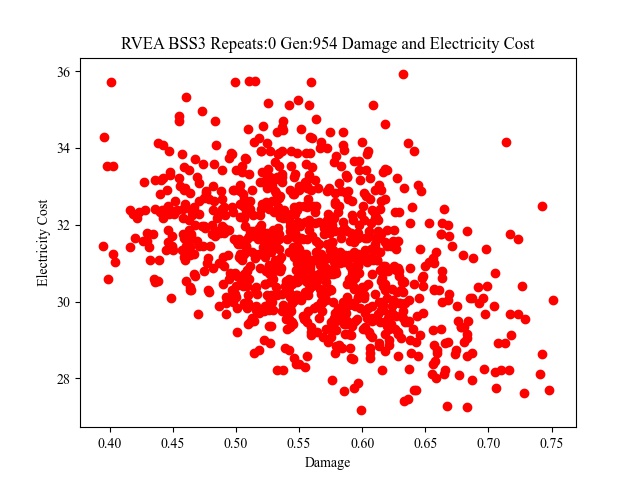 RVEA BSS3 Repeats:0 Gen:954 Damage and Electricity Cost
36
34
32
30
28
Electricity Cost
0.40 0.45 0.50 0.55 0.60 0.65 0.70 0.75
Damage